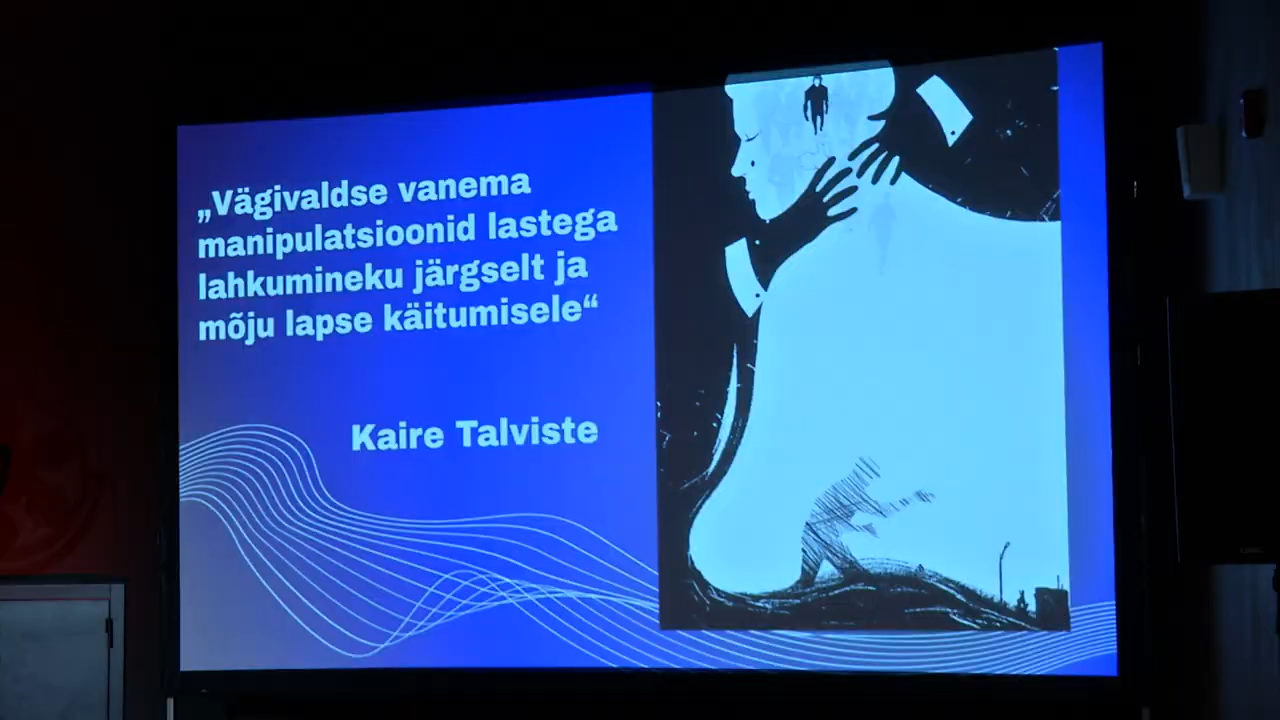 „Vägivaldse vanema
manipulatsioonid lastega
lahkumineku järgselt ja
mõju lapse käitumisele“
Kaire Talviste